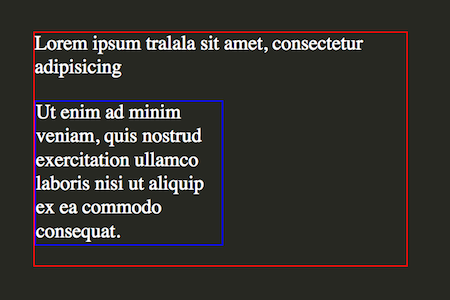 Lorem ipsum tralala sit amet, consectetur
adipisicing
Ut enim ad minim
veniam, quis nostrud
exercitation ullamco
laboris nisi ut aliquip
ex ea commodo
consequat.